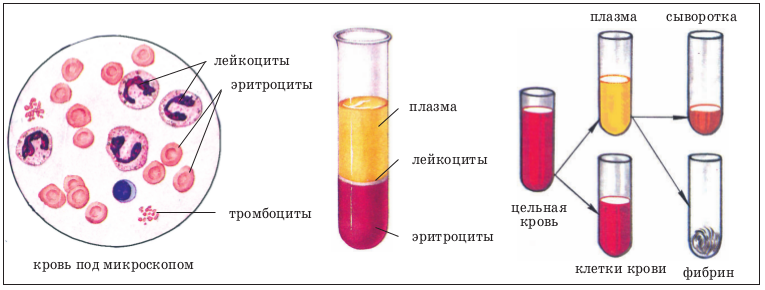 лейкоциты
эритроциты
тромбоциты
кровь под микроскопом
плазма
лейкоциты
эритроциты
плазма
сыворотка
цельная
кровь
клетки крови
фибрин